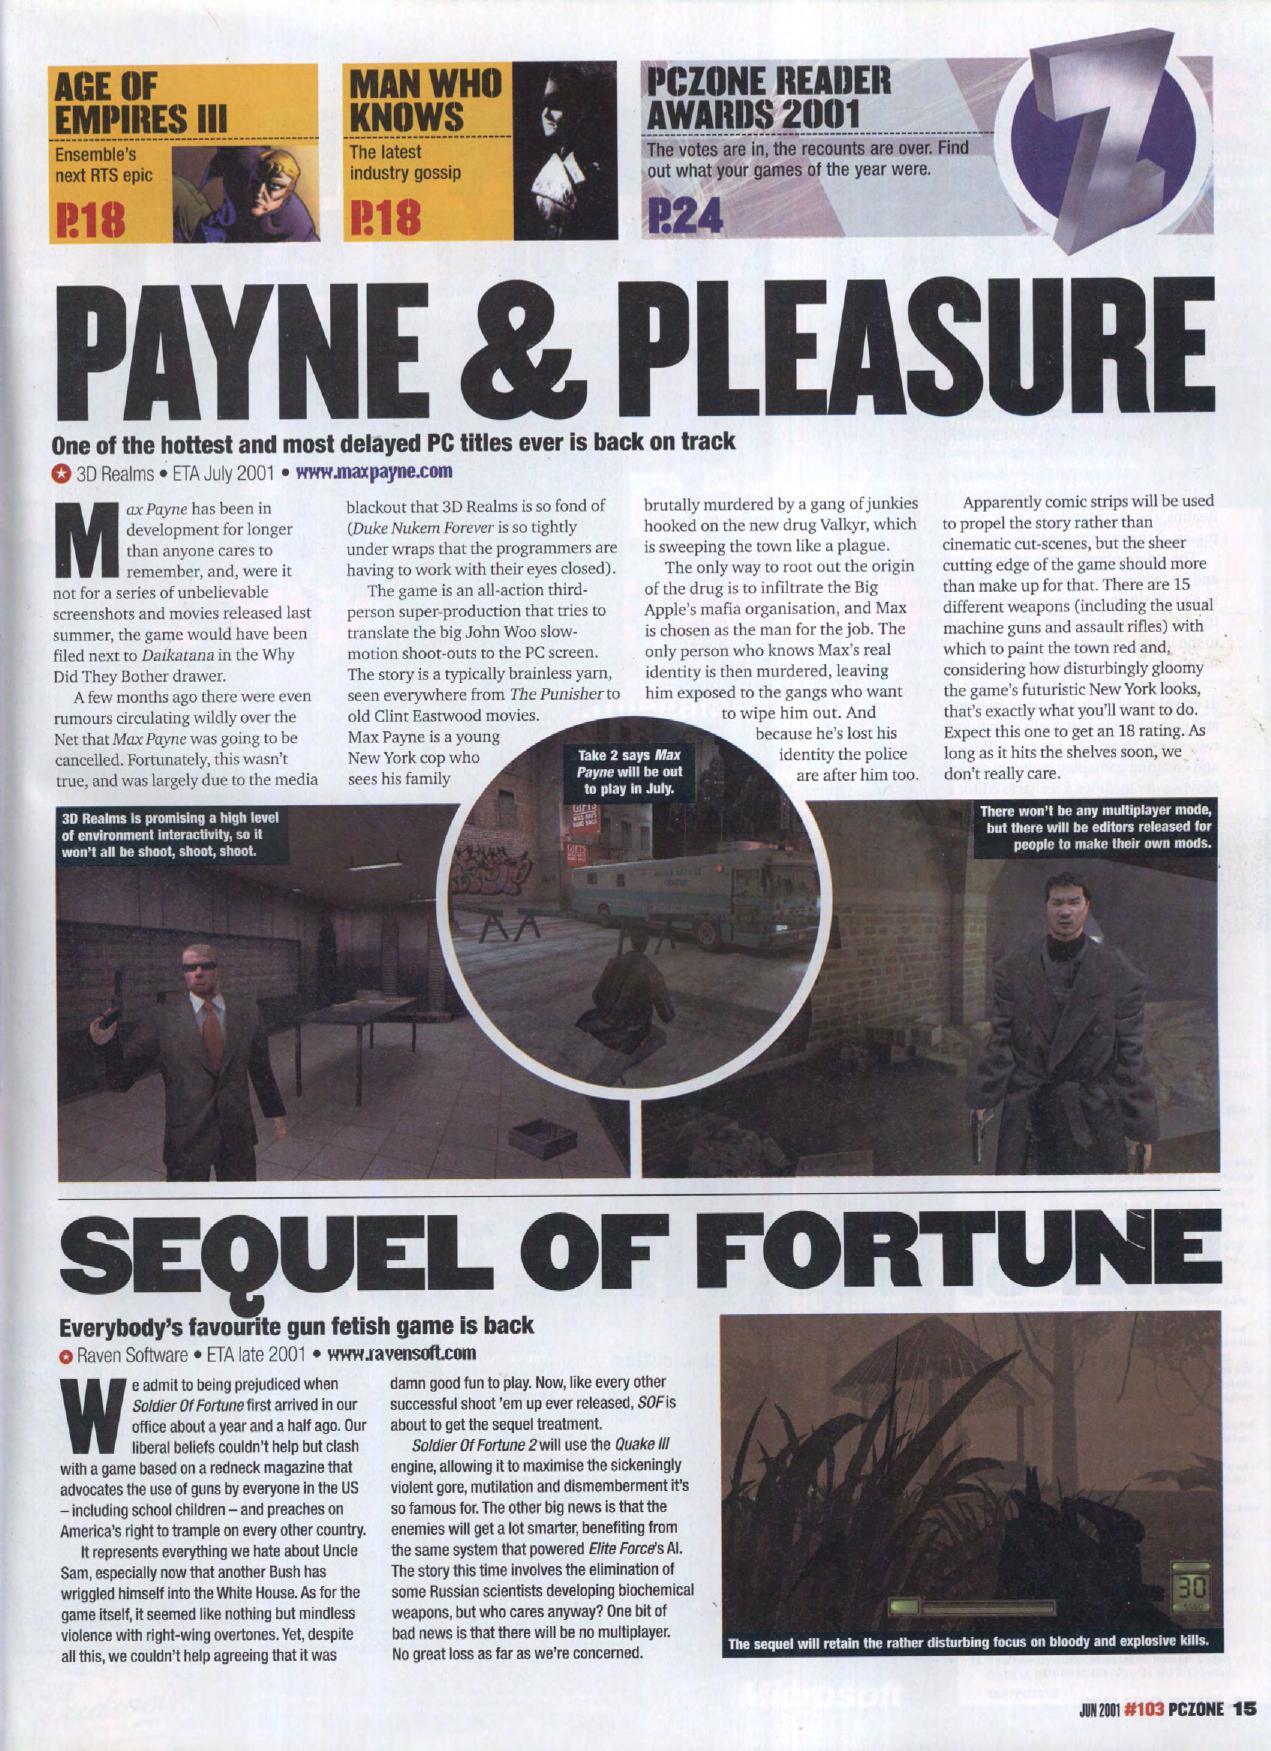 AGE OF
EMPIRES III
Ensemble's
next RTS epic
P.18
MAN WHO
KNOWS
The latest
industry gossip
P.18
PCZONE READER
AWARDS 2001
The votes are in, the recounts are over. Find
out what your games of the year were.
P.24
Z
PAYNE & PLEASURE
One of the hottest and most delayed PC titles ever is back on track
3D Realms • ETA July 2001 • www.maxpayne.com
Max Payne has been in
development for longer
than anyone cares to
remember, and, were it
not for a series of unbelievable
screenshots and movies released last
summer, the game would have been
filed next to Daikatana in the Why
Did They Bother drawer.
A few months ago there were even
rumours circulating wildly over the
Net that Max Payne was going to be
cancelled. Fortunately, this wasn't
true, and was largely due to the media
blackout that 3D Realms is so fond of
(Duke Nukem Forever is so tightly
under wraps that the programmers are
having to work with their eyes closed).
The game is an all-action third-
person super-production that tries to
translate the big John Woo slow-
motion shoot-outs to the PC screen.
The story is a typically brainless yarn,
seen everywhere from The Punisher to
old Clint Eastwood movies.
Max Payne is a young
New York cop who
sees his family
brutally murdered by a gang of junkies
hooked on the new drug Valkyr, which
is sweeping the town like a plague.
The only way to root out the origin
of the drug is to infiltrate the Big
Apple's mafia organisation, and Max
is chosen as the man for the job. The
only person who knows Max's real
identity is then murdered, leaving
him exposed to the gangs who want
to wipe him out. And
because he's lost his
identity the police
are after him too.
Apparently comic strips will be used
to propel the story rather than
cinematic cut-scenes, but the sheer
cutting edge of the game should more
than make up for that. There are 15
different weapons (including the usual
machine guns and assault rifles) with
which to paint the town red and,
considering how disturbingly gloomy
the game's futuristic New York looks,
that's exactly what you'll want to do.
Expect this one to get an 18 rating. As
long as it hits the shelves soon, we
don't really care.
3D Realms is promising a high level
of environment interactivity, so it
won't all be shoot, shoot, shoot.
Take 2 says Max
Payne will be out
to play in July.
GIFTS
GIFTS
There won't be any multiplayer mode,
but there will be editors released for
people to make their own mods.
SEQUEL OF FORTUNE
Everybody's favourite gun fetish game is back
Raven Software • ETA late 2001 • www.ravensoft.com
We admit to being prejudiced when
Soldier Of Fortune first arrived in our
office about a year and a half ago. Our
liberal beliefs couldn't help but clash
with a game based on a redneck magazine that
advocates the use of guns by everyone in the US
– including school children – and preaches on
America's right to trample on every other country.
It represents everything we hate about Uncle
Sam, especially now that another Bush has
wriggled himself into the White House. As for the
game itself, it seemed like nothing but mindless
violence with right-wing overtones. Yet, despite
all this, we couldn't help agreeing that it was
damn good fun to play. Now, like every other
successful shoot 'em up ever released, SOF is
about to get the sequel treatment.
Soldier Of Fortune 2 will use the Quake III
engine, allowing it to maximise the sickeningly
violent gore, mutilation and dismemberment it's
so famous for. The other big news is that the
enemies will get a lot smarter, benefiting from
the same system that powered Elite Force's AI.
The story this time involves the elimination of
some Russian scientists developing biochemical
weapons, but who cares anyway? One bit of
bad news is that there will be no multiplayer.
No great loss as far as we're concerned.
30
The sequel will retain the rather disturbing focus on bloody and explosive kills.
Microsoft
JUN 2001 #103 PCZONE 15